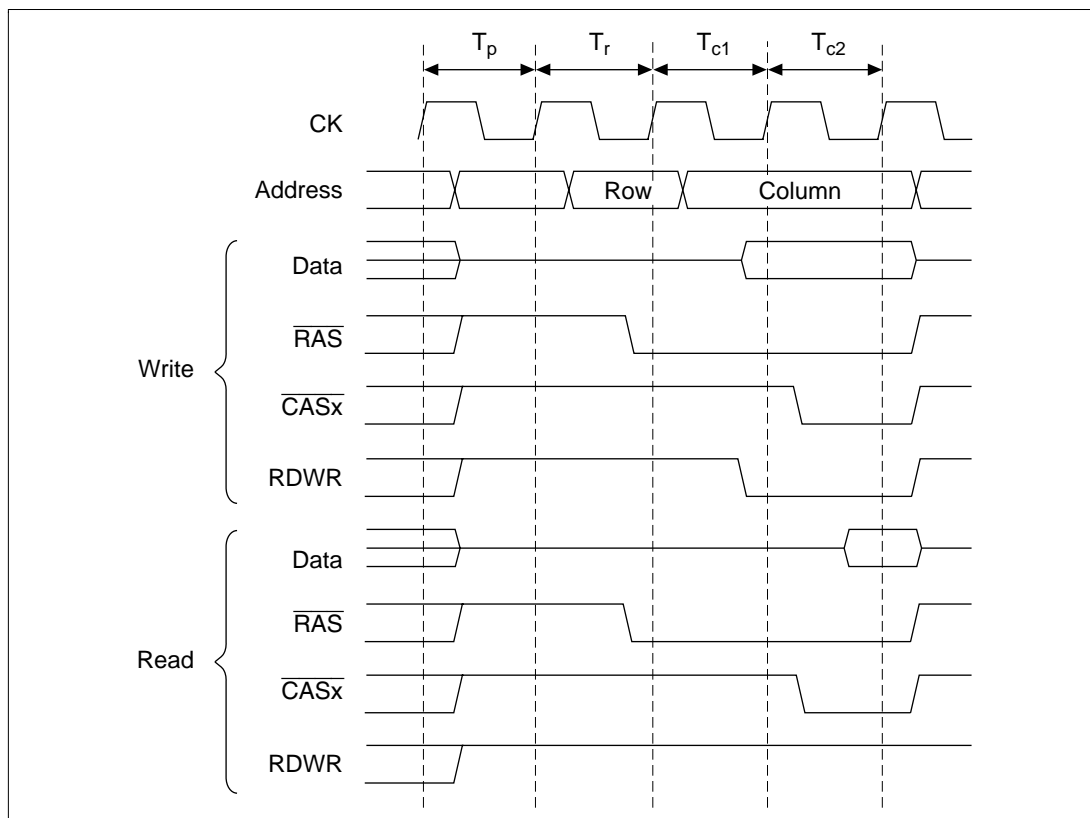 Tp Tr Tc1 Tc2
CK
Address Row Column
Data
RAS
Write
CASx
RDWR
Data
RAS
Read
CASx
RDWR